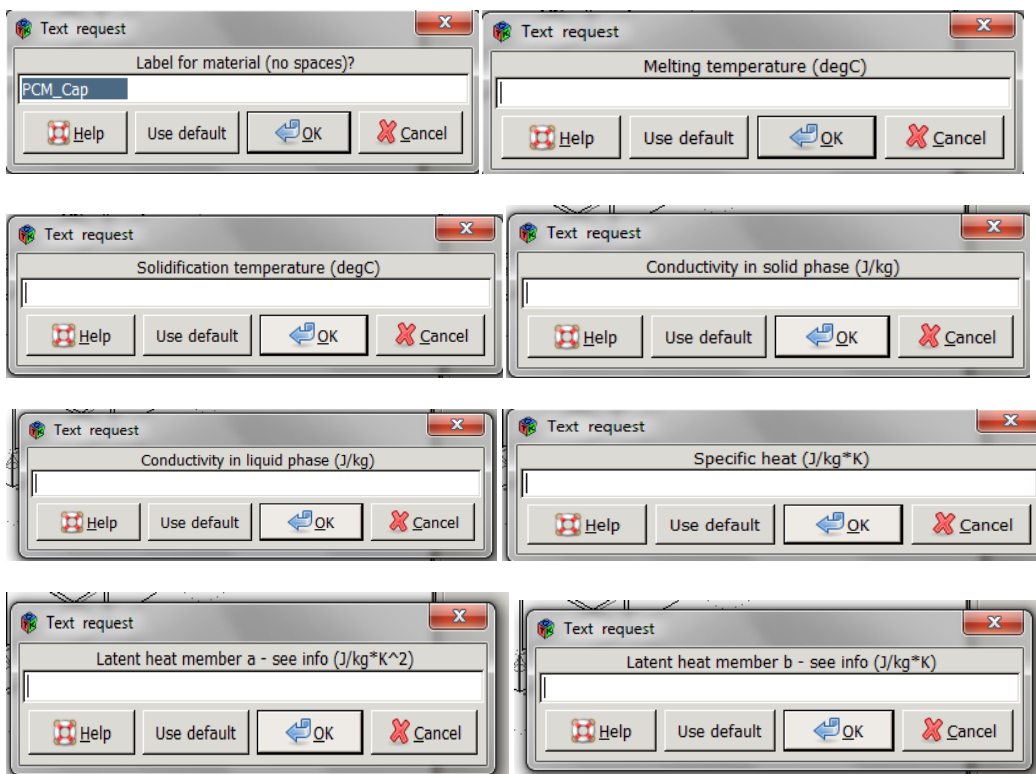 Text request
Label for material (no spaces)?
PCM_Cap
Help Use default OK Cancel
Text request
Melting temperature (degC)
Help Use default OK Cancel
Text request
Solidification temperature (degC)
Help Use default OK Cancel
Text request
Conductivity in solid phase (J/kg)
Help Use default OK Cancel
Text request
Conductivity in liquid phase (J/kg)
Help Use default OK Cancel
Text request
Specific heat (J/kg*K)
Help Use default OK Cancel
Text request
Latent heat member a - see info (J/kg*K^2)
Help Use default OK Cancel
Text request
Latent heat member b - see info (J/kg*K)
Help Use default OK Cancel